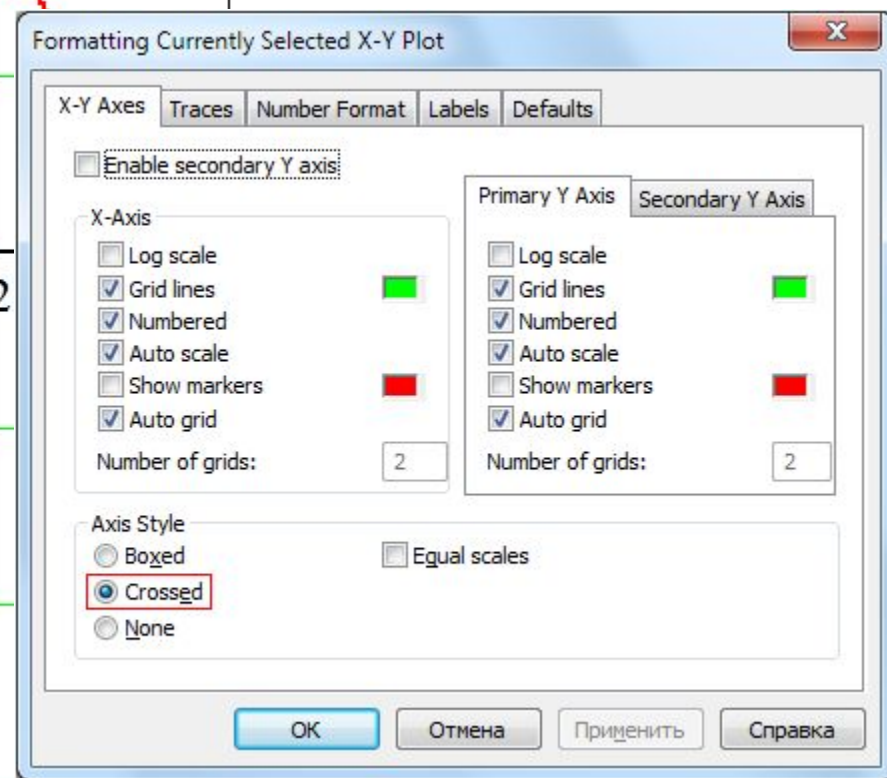 Formatting Currently Selected X-Y Plot
X-Y Axes Traces Number Format Labels Defaults
Enable secondary Y axis
X-Axis
Log scale
Grid lines
Numbered
Auto scale
Show markers
Auto grid
Number of grids: 2
Primary Y Axis Secondary Y Axis
Log scale
Grid lines
Numbered
Auto scale
Show markers
Auto grid
Number of grids: 2
Axis Style
Boxed
Crossed
None
Equal scales
OK Отмена Применить Справка
2